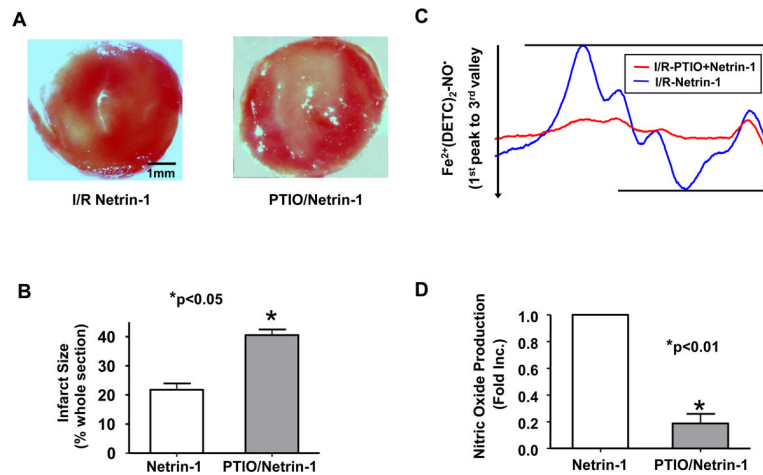 A
1mm
I/R Netrin-1
PTIO/Netrin-1
C
Fe²⁺(DETC)₂-NO•
(1ˢᵗ peak to 3ʳᵈ valley)
I/R-PTIO+Netrin-1
I/R-Netrin-1
B
*p<0.05
*
Infarct Size
(% whole section)
40
30
20
10
0
Netrin-1
PTIO/Netrin-1
D
*p<0.01
*
Nitric Oxide Production
(Fold Inc.)
1.0
0.8
0.6
0.4
0.2
0.0
Netrin-1
PTIO/Netrin-1